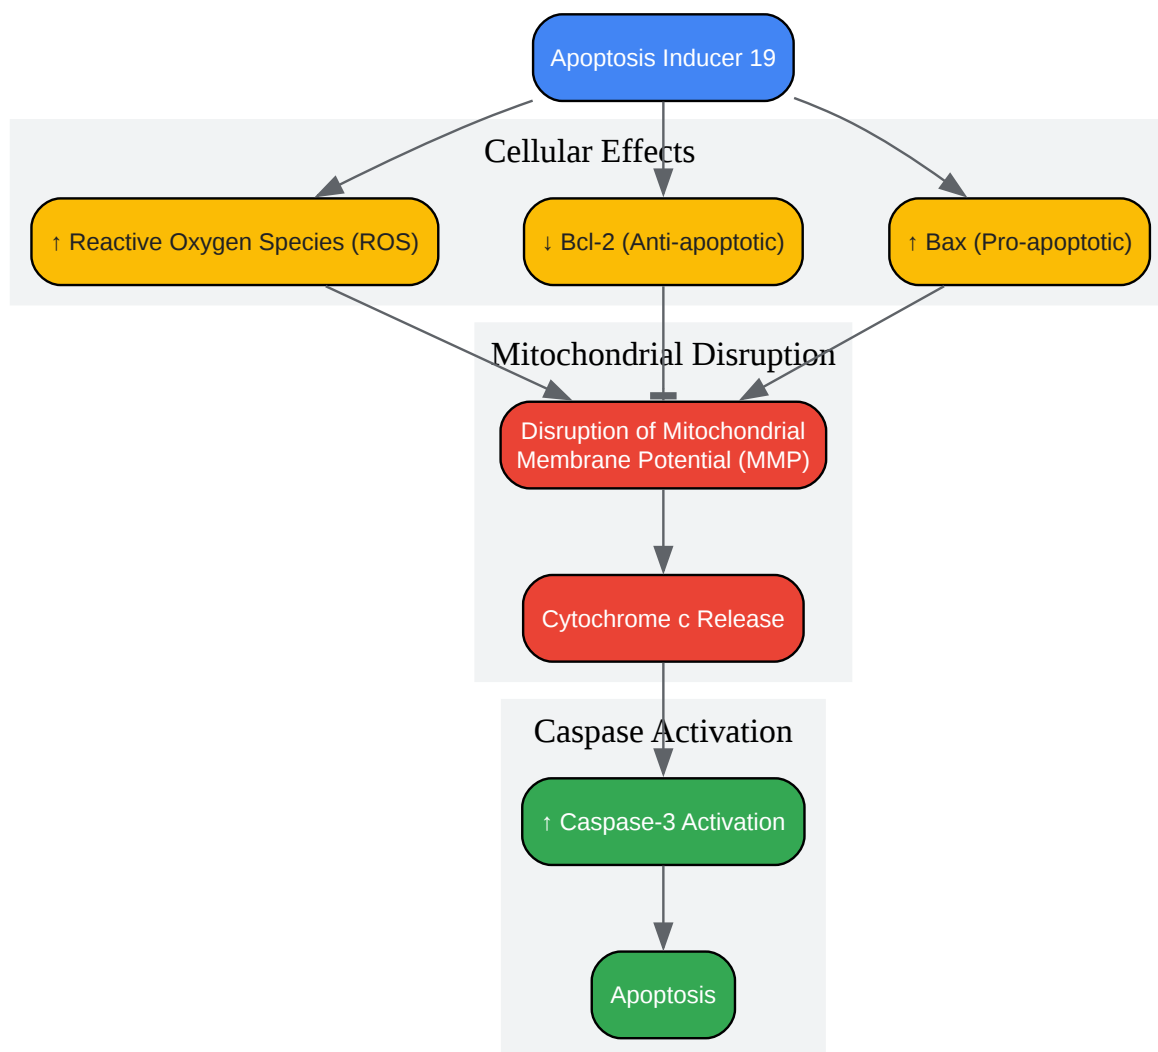 Apoptosis Inducer 19
Cellular Effects
↑ Reactive Oxygen Species (ROS)
↓ Bcl-2 (Anti-apoptotic)
↑ Bax (Pro-apoptotic)
Mitochondrial Disruption
Disruption of Mitochondrial
Membrane Potential (MMP)
Cytochrome c Release
Caspase Activation
↑ Caspase-3 Activation
Apoptosis